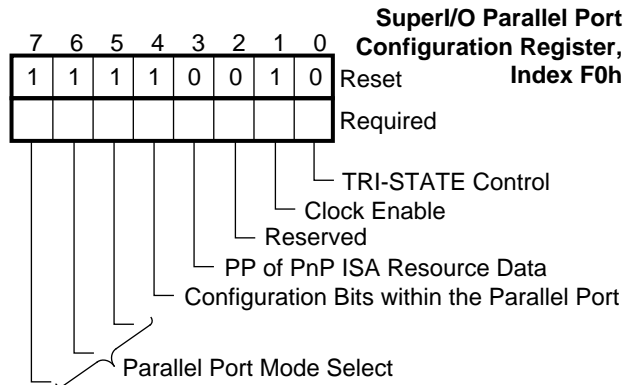 SuperI/O Parallel Port
Configuration Register,
Index F0h
7 6 5 4 3 2 1 0
1 1 1 1 0 0 1 0 Reset
Required
TRI-STATE Control
Clock Enable
Reserved
PP of PnP ISA Resource Data
Configuration Bits within the Parallel Port
Parallel Port Mode Select